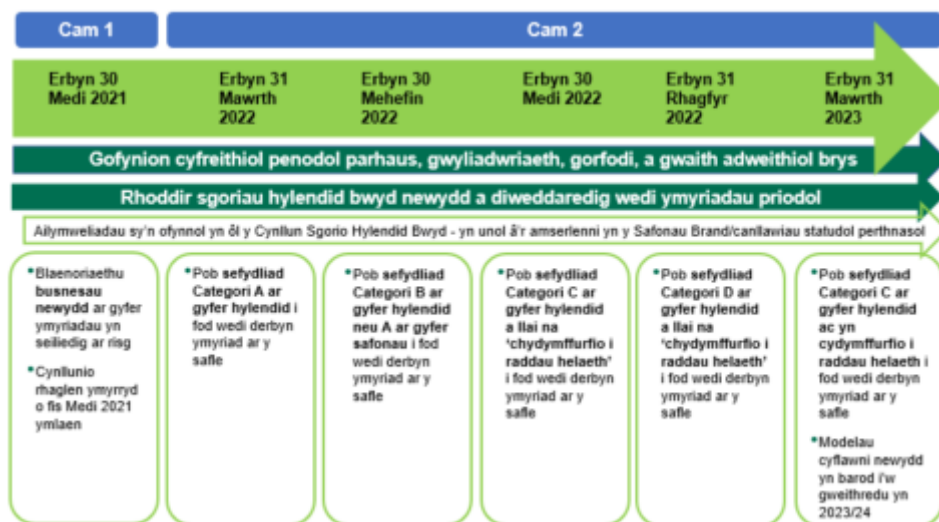 Cam 1
Cam 2
Erbyn 30
Medi 2021
Erbyn 31
Mawrth
2022
Erbyn 30
Mehefin
2022
Erbyn 30
Medi 2022
Erbyn 31
Rhagfyr
2022
Erbyn 31
Mawrth
2023
Gofynion cyfreithiol penodol parhaus, gwyliadwriaeth, gorfodi, a gwaith adweithiol brys
Rhoddir sgoriau hylendid bwyd newydd a diweddaredig wedi ymyriadau priodol
Ailymweliadau sy'n ofynnol yn ôl y Cynllun Sgorio Hylendid Bwyd - yn unol â'r amserlenni yn y Safonau Brand/canllawiau statudol perthnasol
•Blaenoriaethu
busnesau
newydd ar gyfer
ymyriadau yn
seiliedig ar risg
•Cynllunio
rhaglen ymyrryd
o fis Medi 2021
ymlaen
•Pob sefydliad
Categori A ar
gyfer hylendid i
fod wedi derbyn
ymyriad ar y
safle
•Pob sefydliad
Categori B ar
gyfer hylendid
neu A ar gyfer
safonau i fod
wedi derbyn
ymyriad ar y
safle
•Pob sefydliad
Categori C ar
gyfer hylendid
a llai na
'chydymffurfio i
raddau helaeth'
i fod wedi derbyn
ymyriad ar y
safle
•Pob sefydliad
Categori D ar
gyfer hylendid
a llai na
'chydymffurfio i
raddau helaeth'
i fod wedi derbyn
ymyriad ar y
safle
•Pob sefydliad
Categori C ar
gyfer hylendid
ac yn
cydymffurfio i
raddau helaeth i
fod wedi derbyn
ymyriad ar y
safle
•Modelau
cyflawni newydd
yn barod i'w
gweithredu yn
2023/24